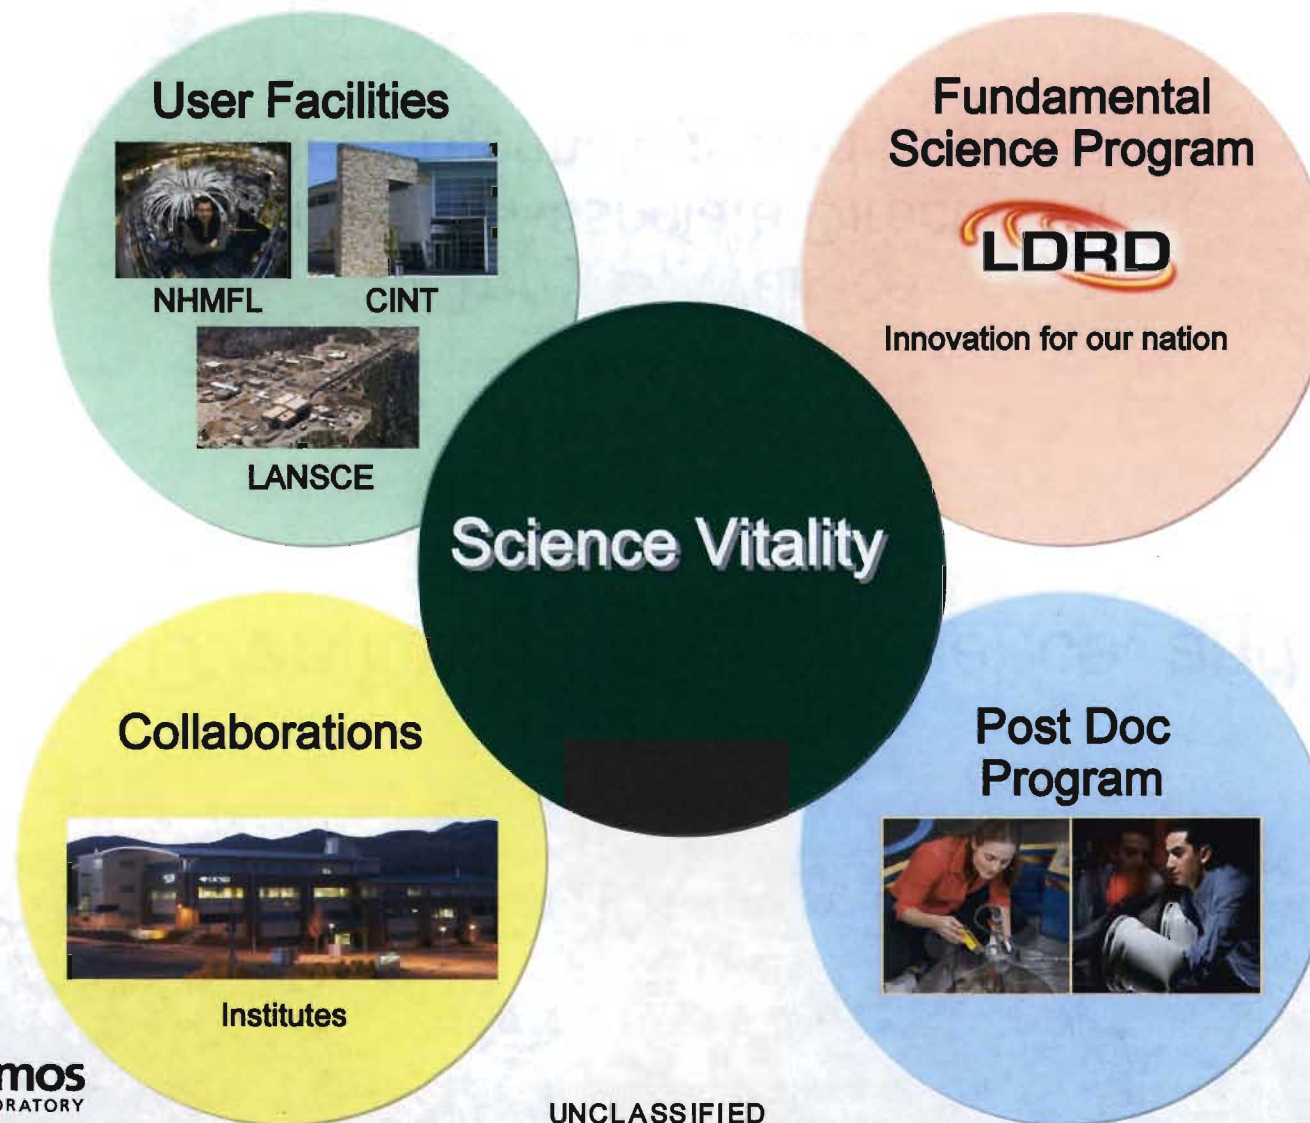 User Facilities
NHMFL
CINT
LANSCE
Fundamental
Science Program
LDRD
Innovation for our nation
Science Vitality
Collaborations
Institutes
Post Doc
Program
mos
ORATORY
UNCLASSIFIED